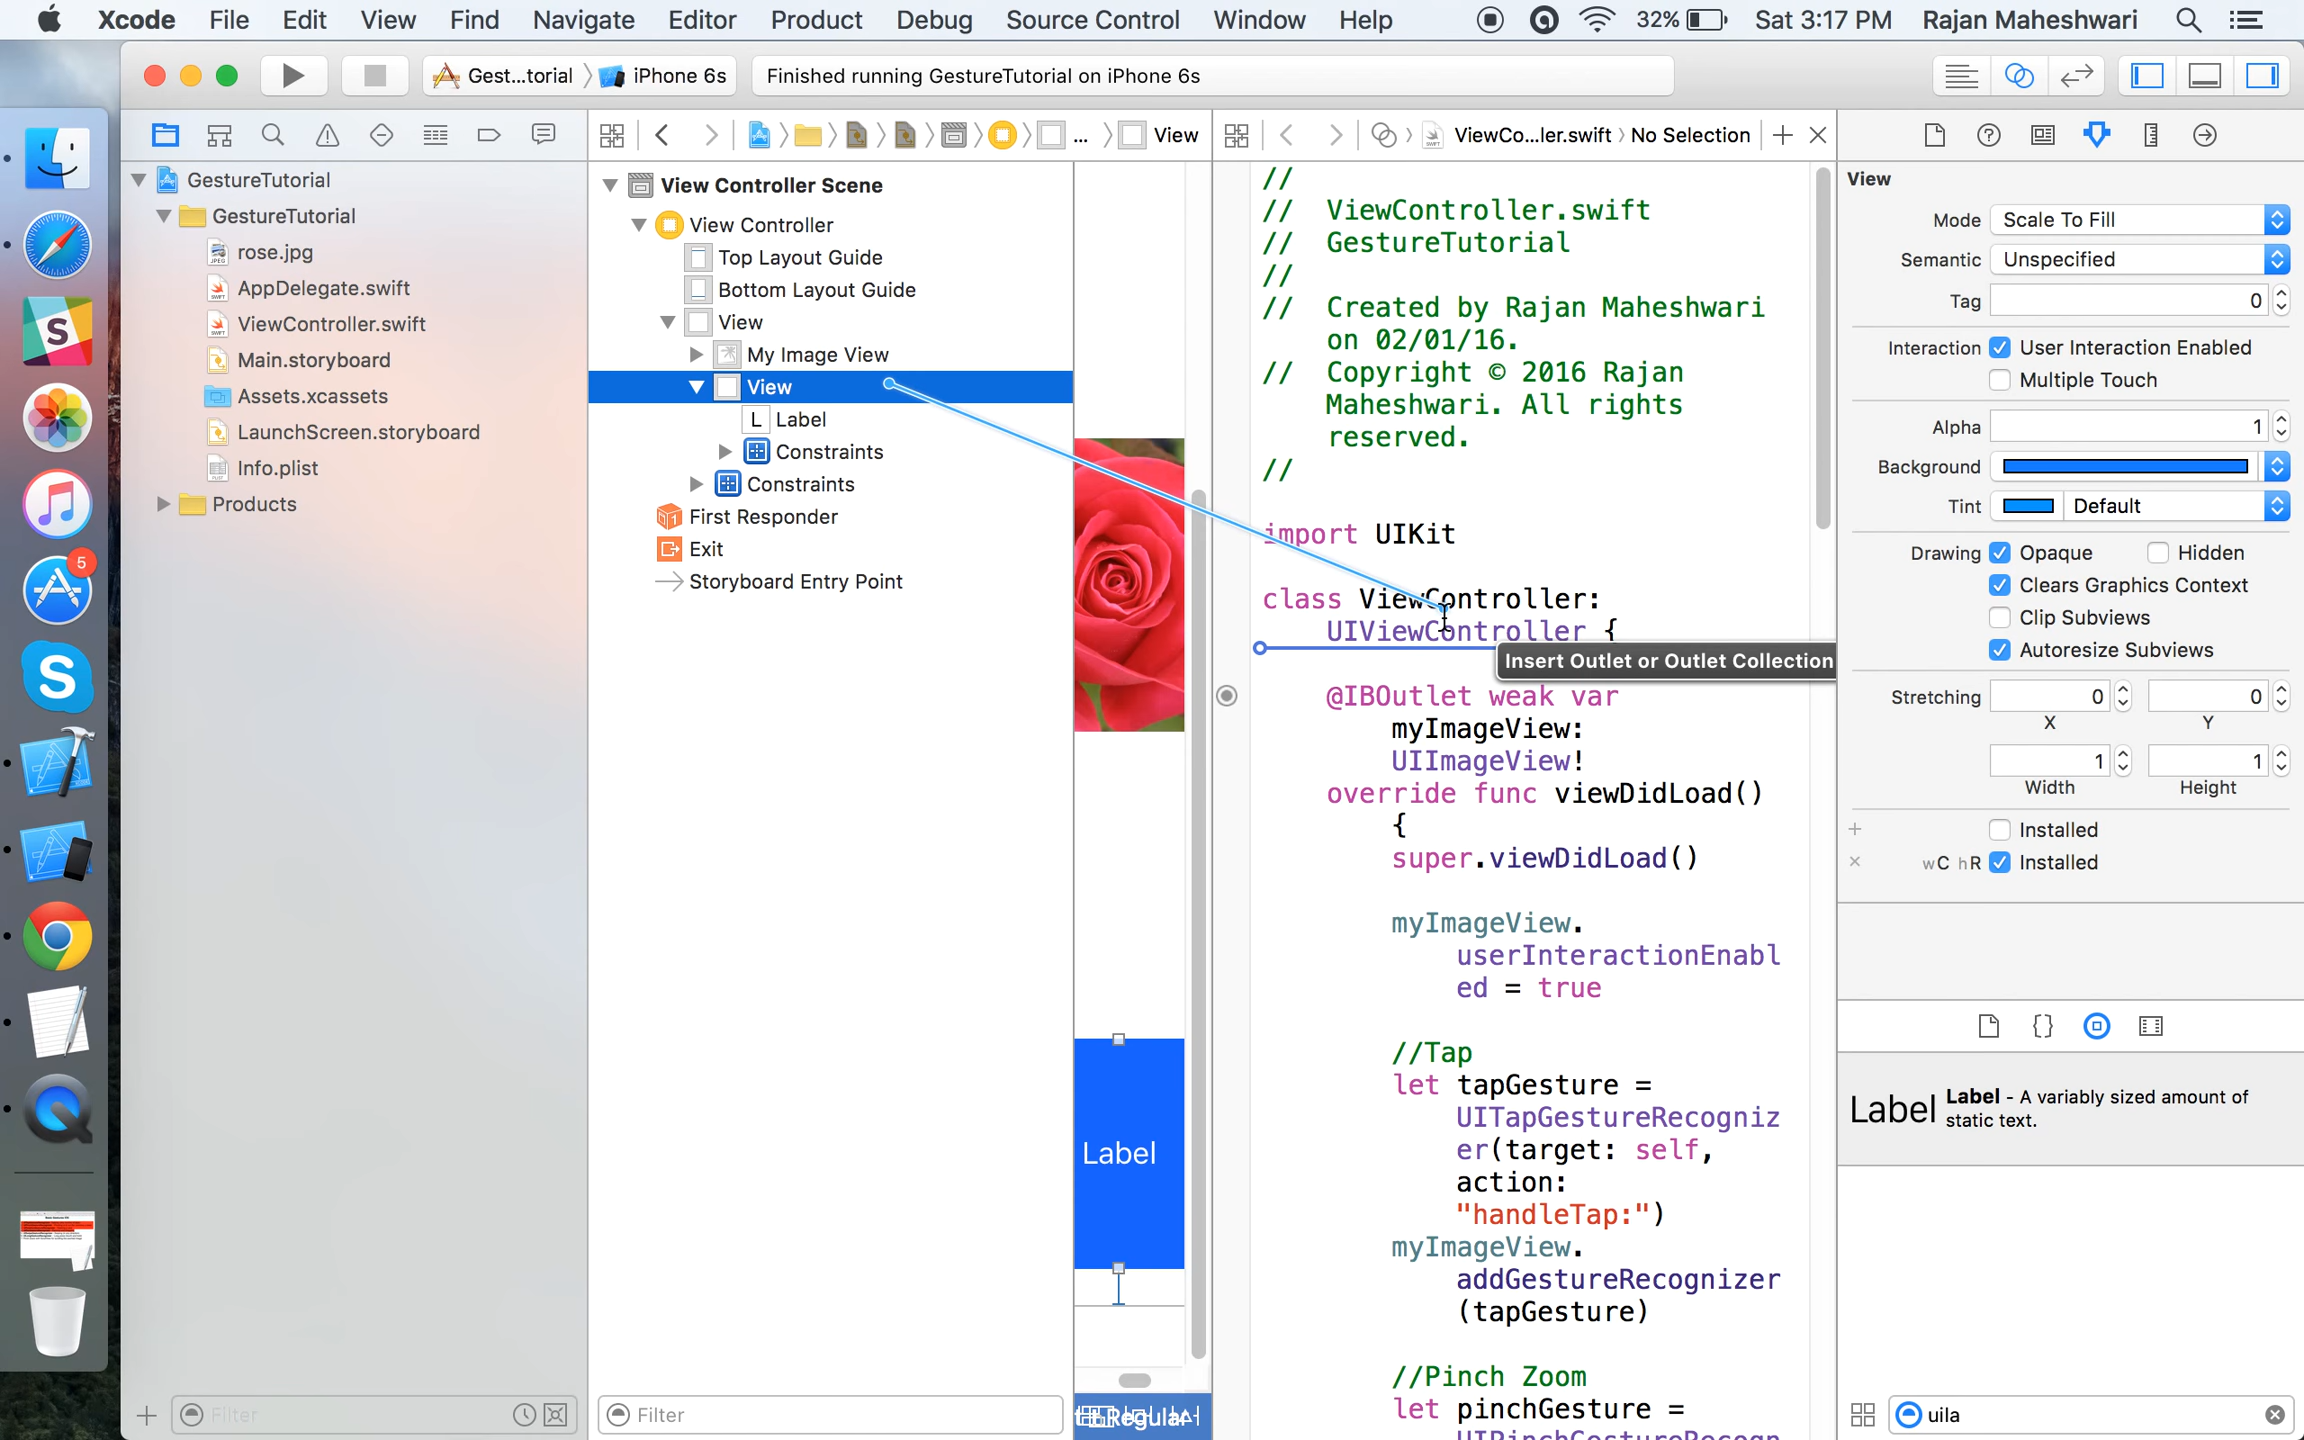 Xcode File Edit View Find Navigate Editor Product Debug Source Control Window Help 32% Sat 3:17 PM Rajan Maheshwari
Gest...torial iPhone 6s Finished running GestureTutorial on iPhone 6s
... View ViewCo...ler.swift No Selection
GestureTutorial
GestureTutorial
rose.jpg
AppDelegate.swift
ViewController.swift
Main.storyboard
Assets.xcassets
LaunchScreen.storyboard
Info.plist
Products
5
Filter
View Controller Scene
View Controller
Top Layout Guide
Bottom Layout Guide
View
My Image View
View
L Label
Constraints
Constraints
First Responder
Exit
Storyboard Entry Point
Filter
Label
//
// ViewController.swift
// GestureTutorial
//
// Created by Rajan Maheshwari
on 02/01/16.
// Copyright © 2016 Rajan
Maheshwari. All rights
reserved.
//
import UIKit
class ViewController:
UIViewController {
Insert Outlet or Outlet Collection
@IBOutlet weak var
myImageView:
UIImageView!
override func viewDidLoad()
{
super.viewDidLoad()
myImageView.
userInteractionEnabl
ed = true
//Tap
let tapGesture =
UITapGestureRecogniz
er(target: self,
action:
"handleTap:")
myImageView.
addGestureRecognizer
(tapGesture)
//Pinch Zoom
let pinchGesture =
UIPinchGestureRecogn
View
Mode Scale To Fill
Semantic Unspecified
Tag 0
Interaction User Interaction Enabled
Multiple Touch
Alpha 1
Background
Tint Default
Drawing Opaque Hidden
Clears Graphics Context
Clip Subviews
Autoresize Subviews
Stretching 0 0
X Y
1 1
Width Height
+ Installed
× wC hR Installed
Label Label - A variably sized amount of
static text.
uila